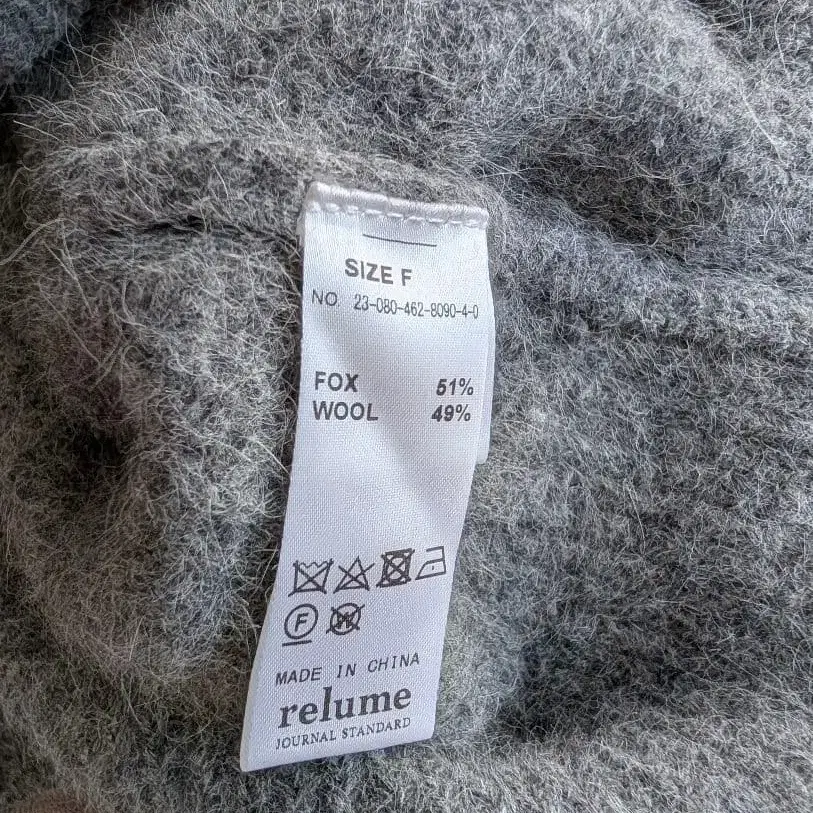 SIZE F
NO. 23-080-462-8090-4-0
FOX 51%
WOOL 49%
F W
MADE IN CHINA
relume
JOURNAL STANDARD